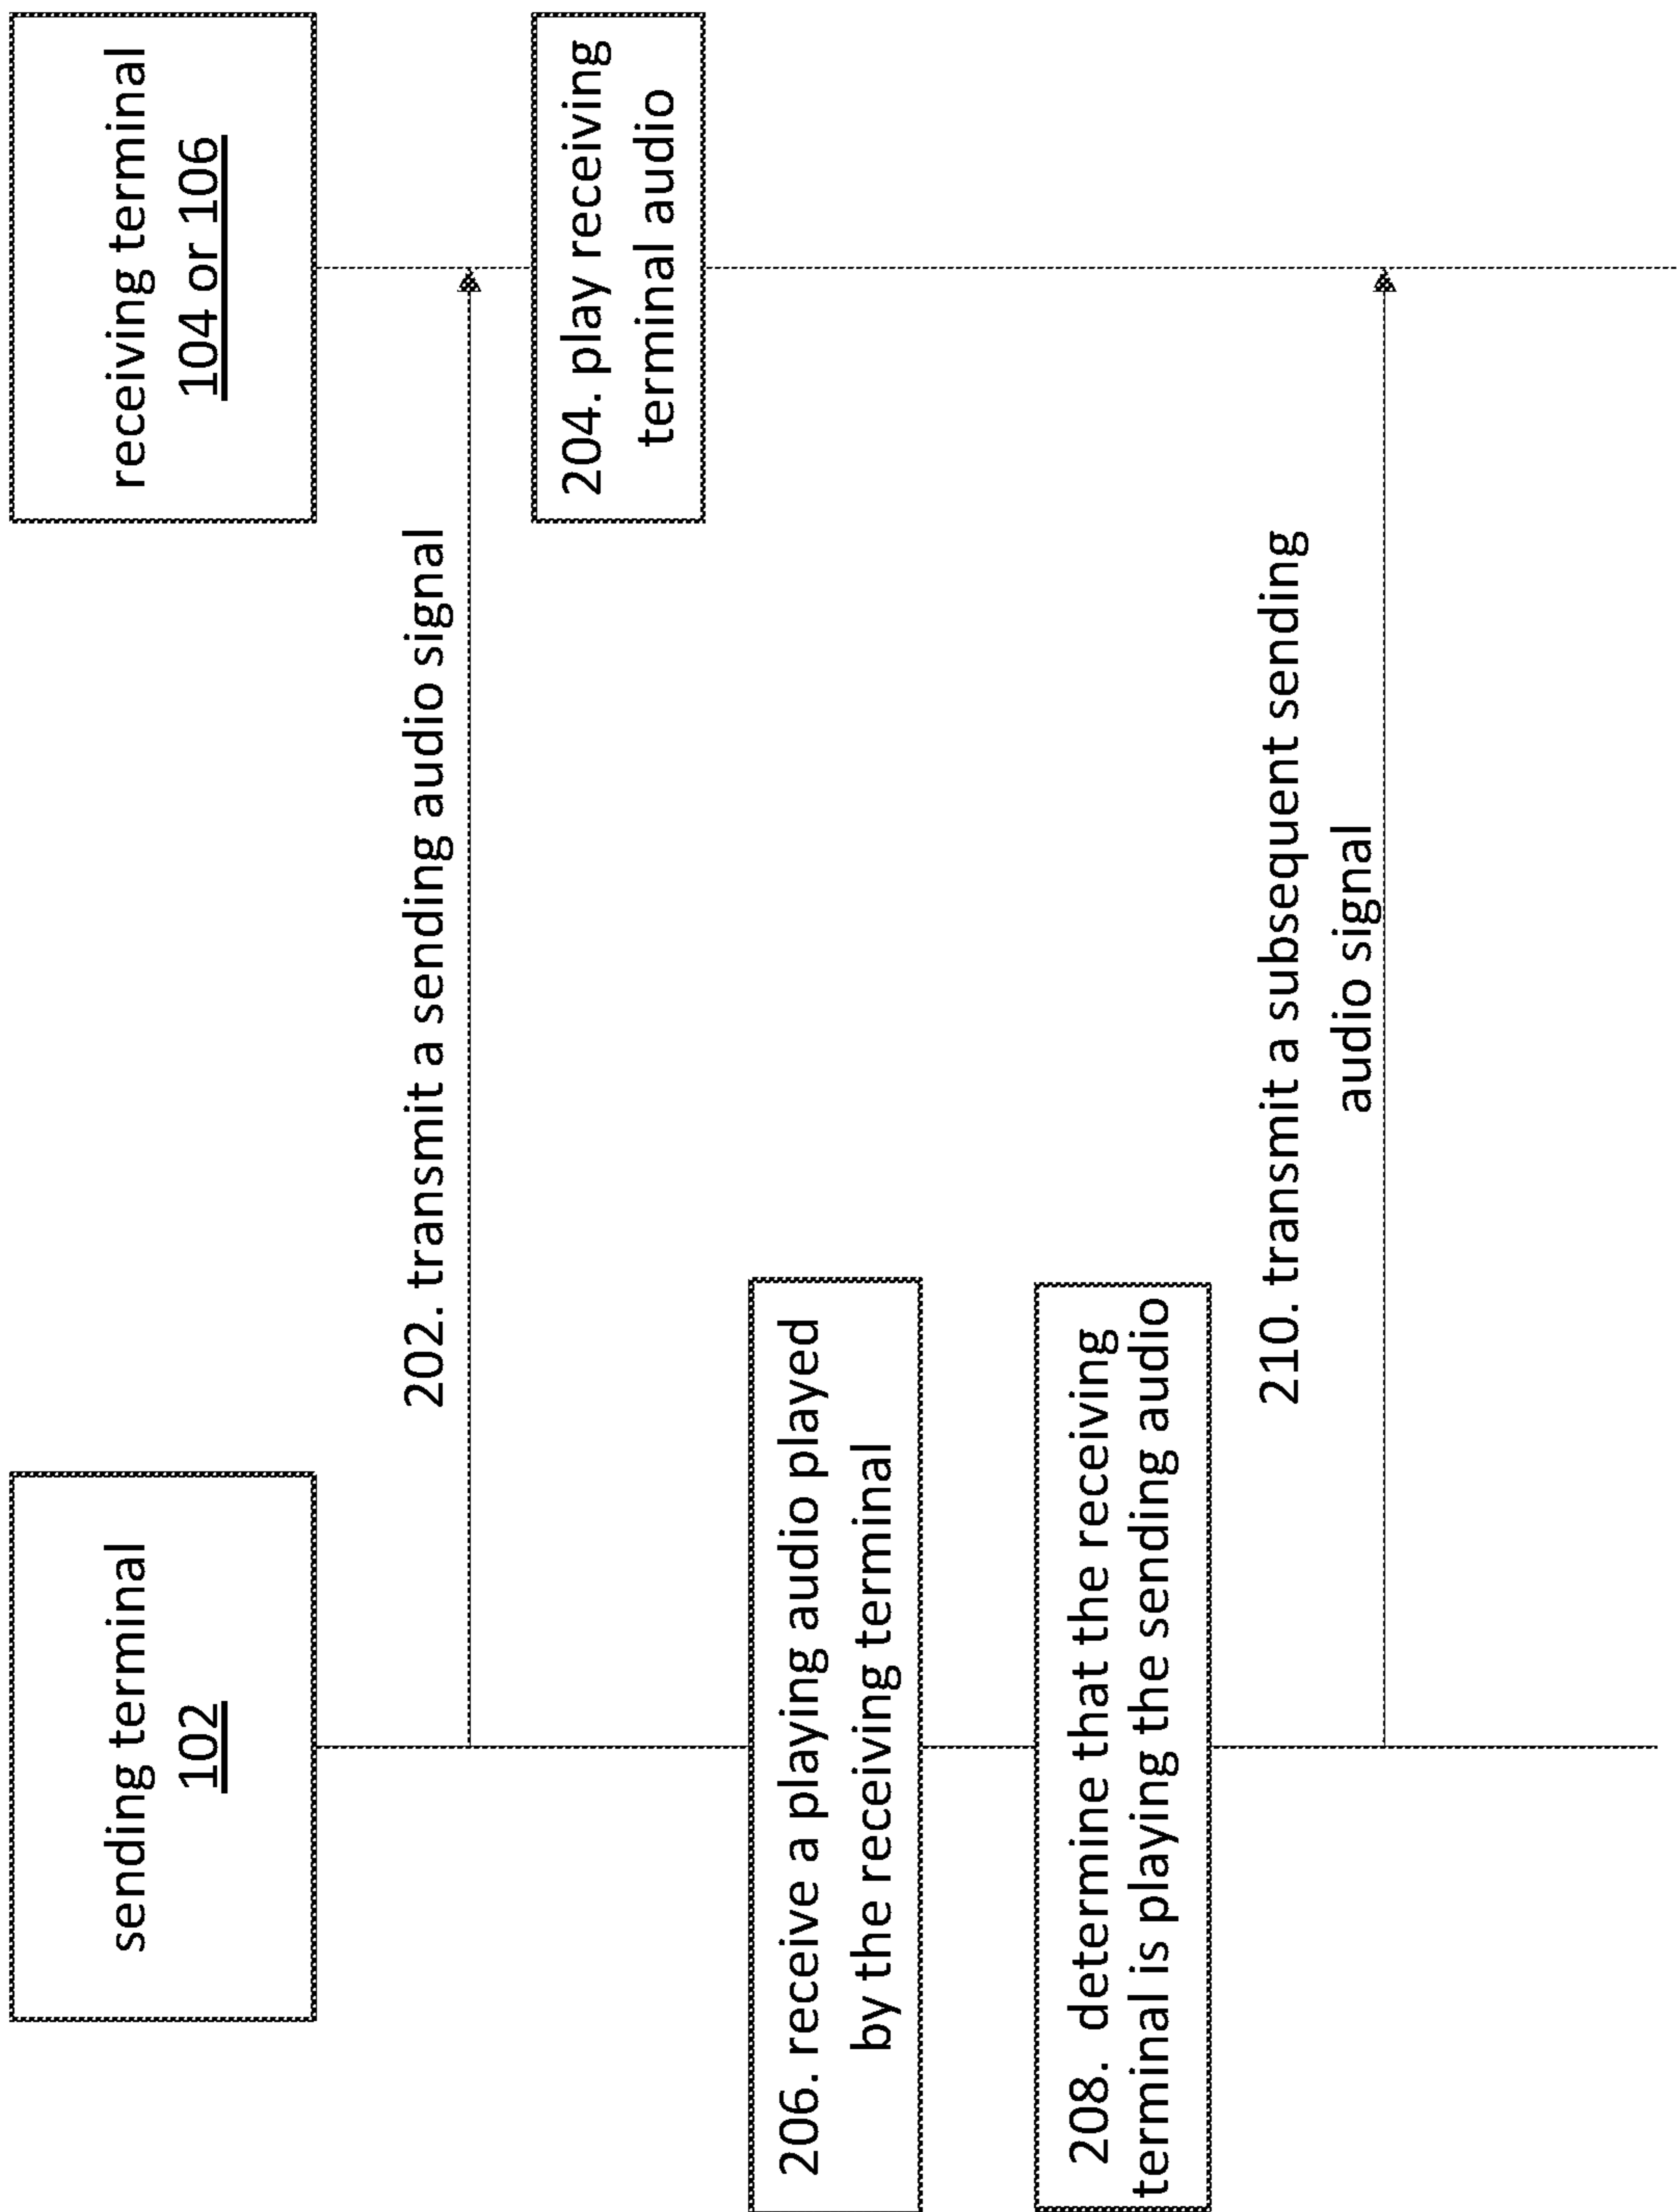 sending terminal
102
receiving terminal
104 or 106
202. transmit a sending audio signal
204. play receiving
terminal audio
206. receive a playing audio played
by the receiving terminal
208. determine that the receiving
terminal is playing the sending audio
210. transmit a subsequent sending
audio signal